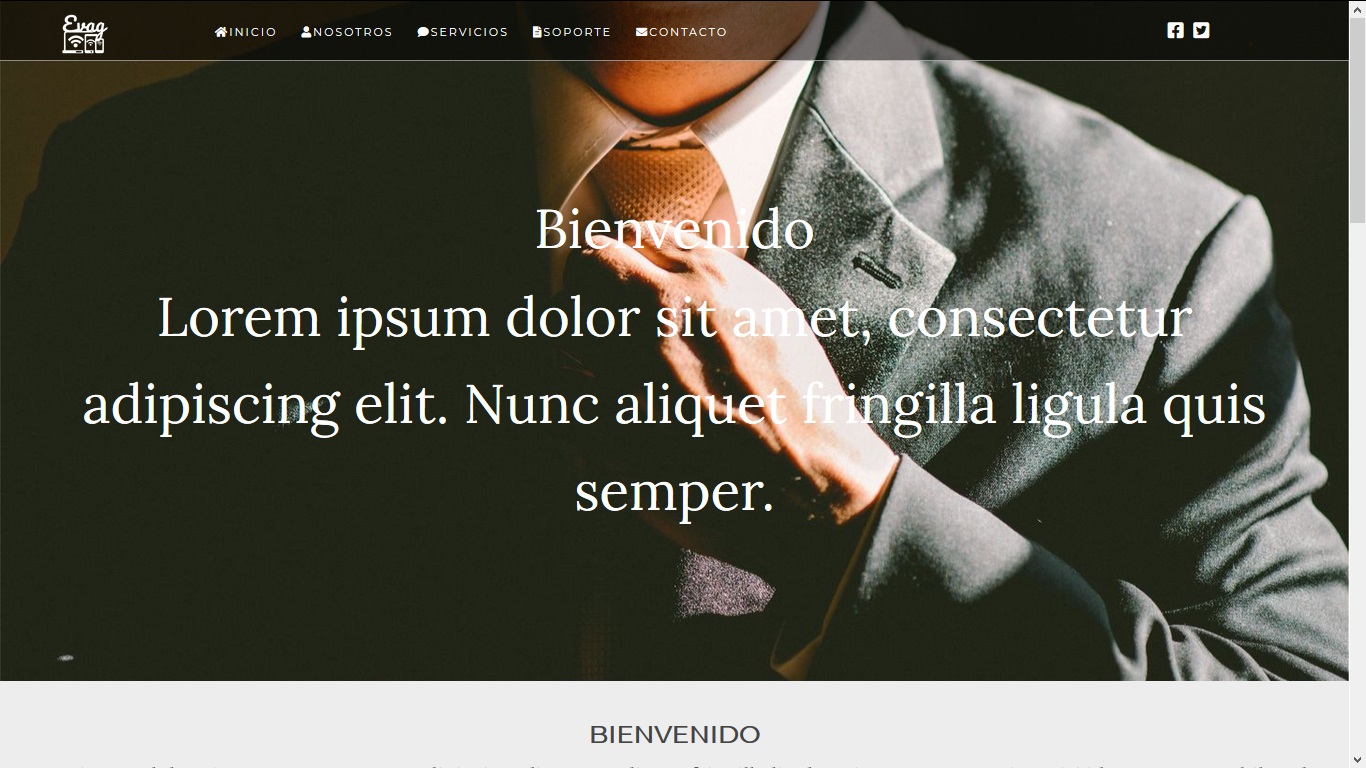 Evag
INICIO NOSOTROS SERVICIOS SOPORTE CONTACTO
Bienvenido
Lorem ipsum dolor sit amet, consectetur
adipiscing elit. Nunc aliquet fringilla ligula quis
semper.
BIENVENIDO